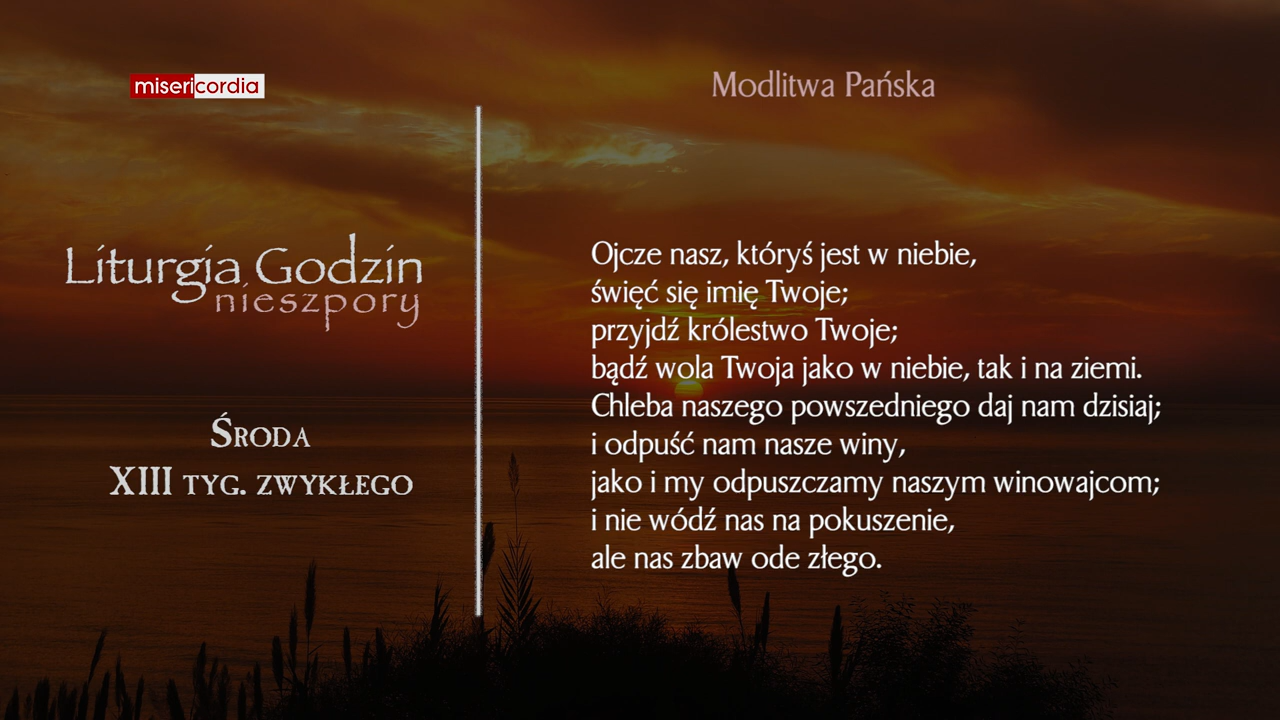 misericordia
Modlitwa Pańska
Liturgia Godzin
nieszpory
Środa
XIII tyg. zwykłego
Ojcze nasz, któryś jest w niebie,
święć się imię Twoje;
przyjdź królestwo Twoje;
bądź wola Twoja jako w niebie, tak i na ziemi.
Chleba naszego powszedniego daj nam dzisiaj;
i odpuść nam nasze winy,
jako i my odpuszczamy naszym winowajcom;
i nie wódź nas na pokuszenie,
ale nas zbaw ode złego.